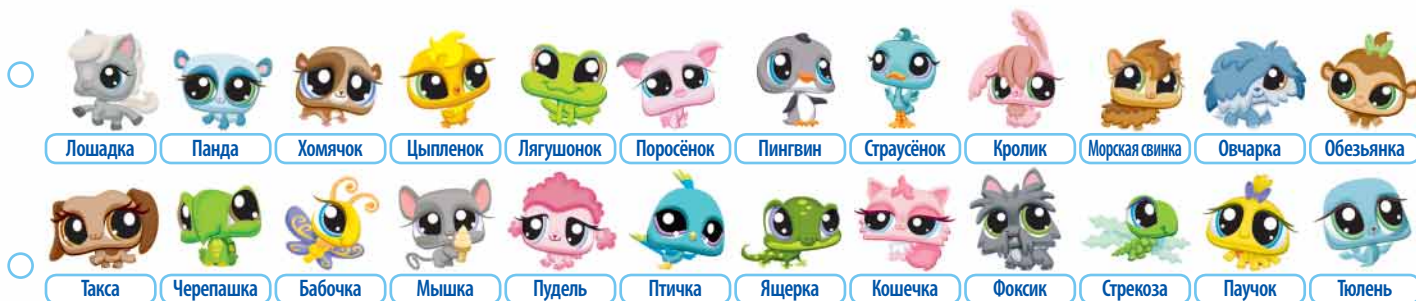 Лошадка Панда Хомячок Цыпленок Лягушонок Поросёнок Пингвин Страусёнок Кролик Морская свинка Овчарка Обезьянка
Такса Черепашка Бабочка Мышка Пудель Птичка Ящерка Кошечка Фоксик Стрекоза Паучок Тюлень